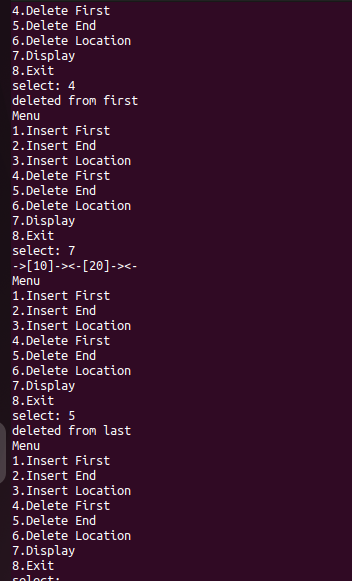 4.Delete First
5.Delete End
6.Delete Location
7.Display
8.Exit
select: 4
deleted from first
Menu
1.Insert First
2.Insert End
3.Insert Location
4.Delete First
5.Delete End
6.Delete Location
7.Display
8.Exit
select: 7
->[10]-><-[20]-><-
Menu
1.Insert First
2.Insert End
3.Insert Location
4.Delete First
5.Delete End
6.Delete Location
7.Display
8.Exit
select: 5
deleted from last
Menu
1.Insert First
2.Insert End
3.Insert Location
4.Delete First
5.Delete End
6.Delete Location
7.Display
8.Exit
select: